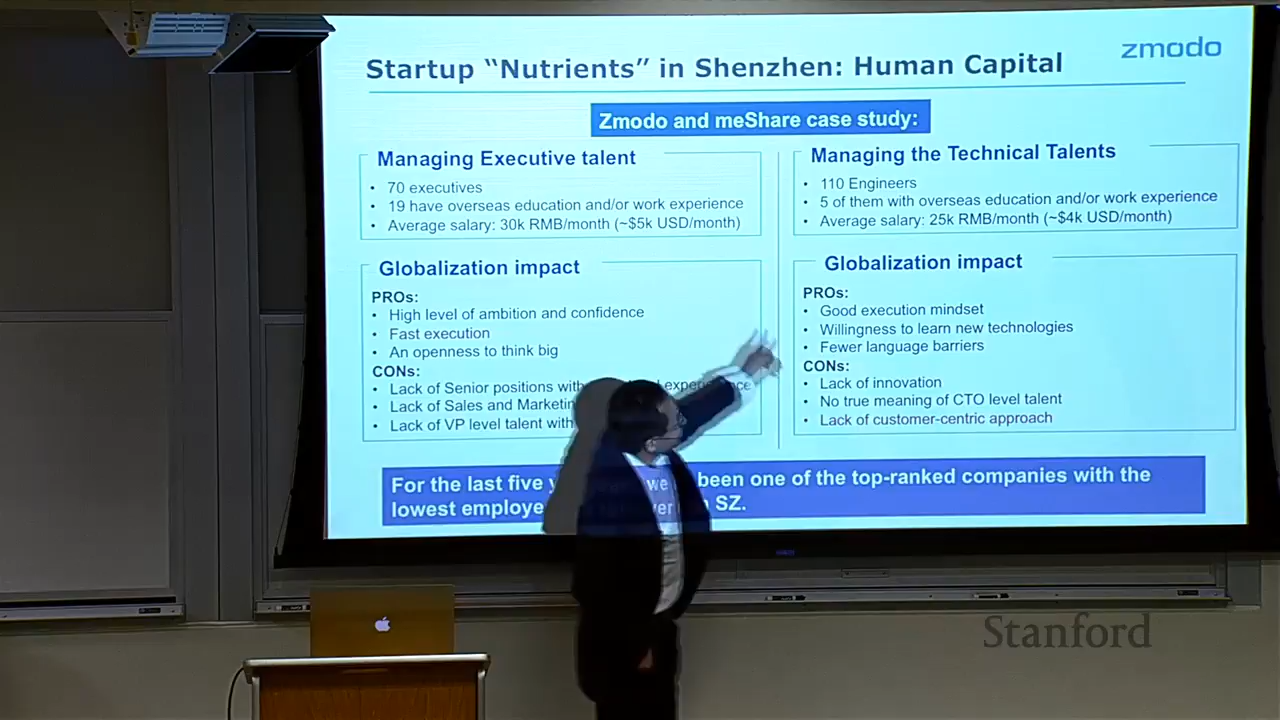 zmodo
Startup “Nutrients” in Shenzhen: Human Capital
Zmodo and meShare case study:
Managing Executive talent
• 70 executives
• 19 have overseas education and/or work experience
• Average salary: 30k RMB/month (~$5k USD/month)
Globalization impact
PROs:
• High level of ambition and confidence
• Fast execution
• An openness to think big
CONs:
• Lack of Senior positions with experience
• Lack of Sales and
• Lack of VP level talent with
Managing the Technical Talents
• 110 Engineers
• 5 of them with overseas education and/or work experience
• Average salary: 25k RMB/month (~$4k USD/month)
Globalization impact
PROs:
• Good execution mindset
• Willingness to learn new technologies
• Fewer language barriers
CONs:
• Lack of innovation
• No true meaning of CTO level talent
• Lack of customer-centric approach
For the last five we been one of the top-ranked companies with the
lowest SZ.
Stanford